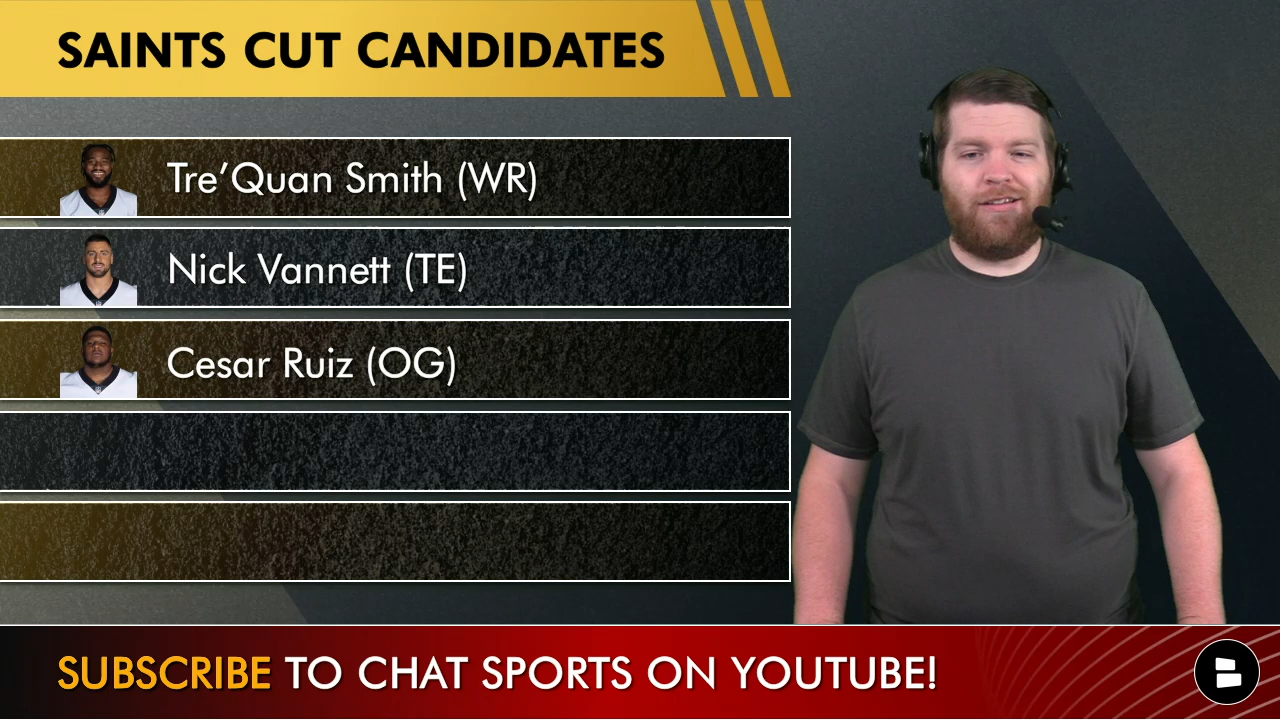 SAINTS CUT CANDIDATES
Tre’Quan Smith (WR)
Nick Vannett (TE)
Cesar Ruiz (OG)
SUBSCRIBE TO CHAT SPORTS ON YOUTUBE!